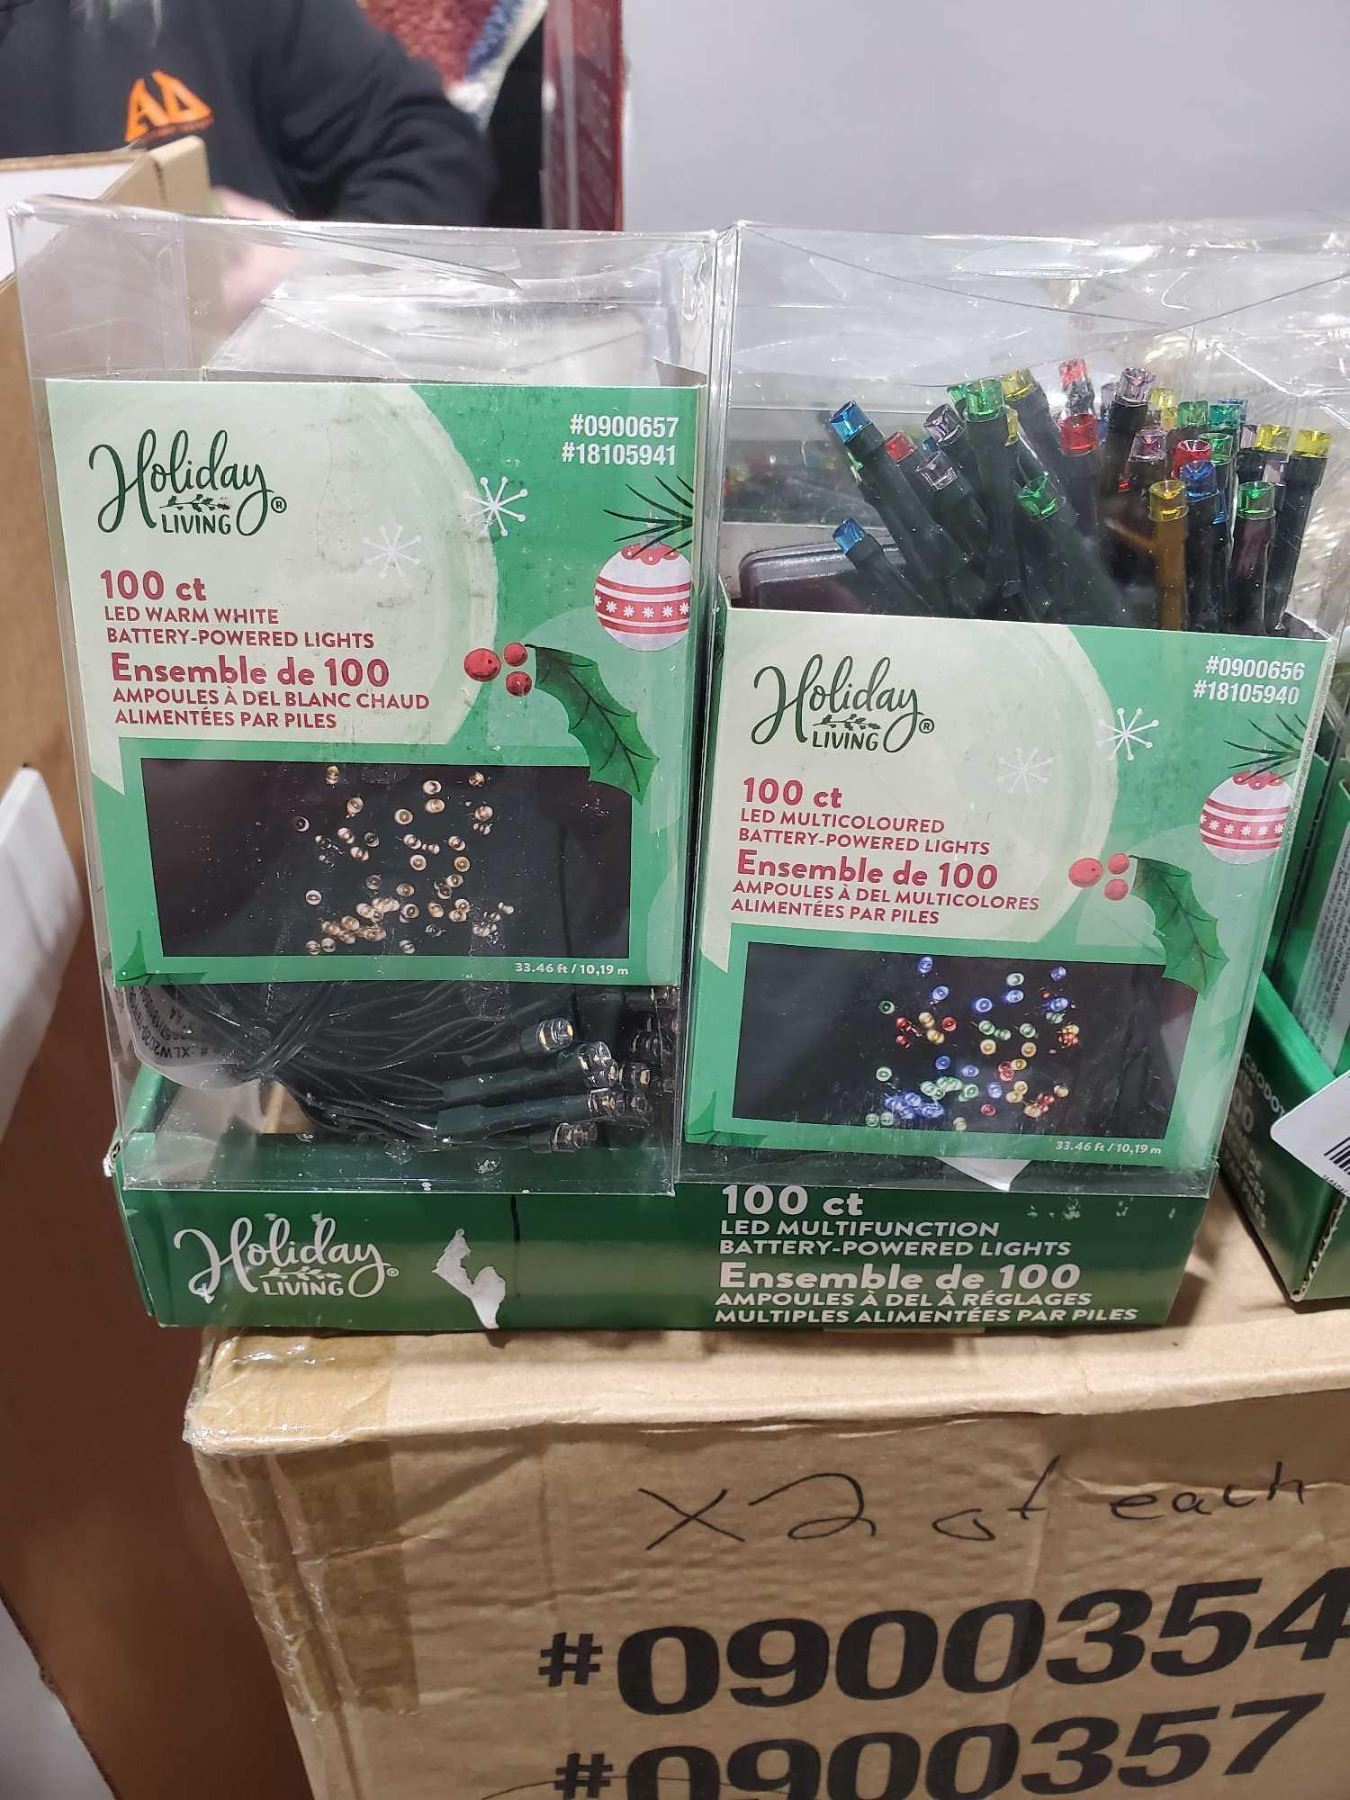 AD
Holiday
LIVING®
#0900657
#18105941
100 ct
LED WARM WHITE
BATTERY-POWERED LIGHTS
Ensemble de 100
AMPOULES À DEL BLANC CHAUD
ALIMENTÉES PAR PILES
33.46 ft / 10,19 m
Holiday
LIVING®
#0900656
#18105940
100 ct
LED MULTICOLOURED
BATTERY-POWERED LIGHTS
Ensemble de 100
AMPOULES À DEL MULTICOLORES
ALIMENTÉES PAR PILES
33.46 ft / 10,19 m
Holiday
LIVING®
100 ct
LED MULTIFUNCTION
BATTERY-POWERED LIGHTS
Ensemble de 100
AMPOULES À DEL À RÉGLAGES
MULTIPLES ALIMENTÉES PAR PILES
X2 of each
#0900354
#0900357